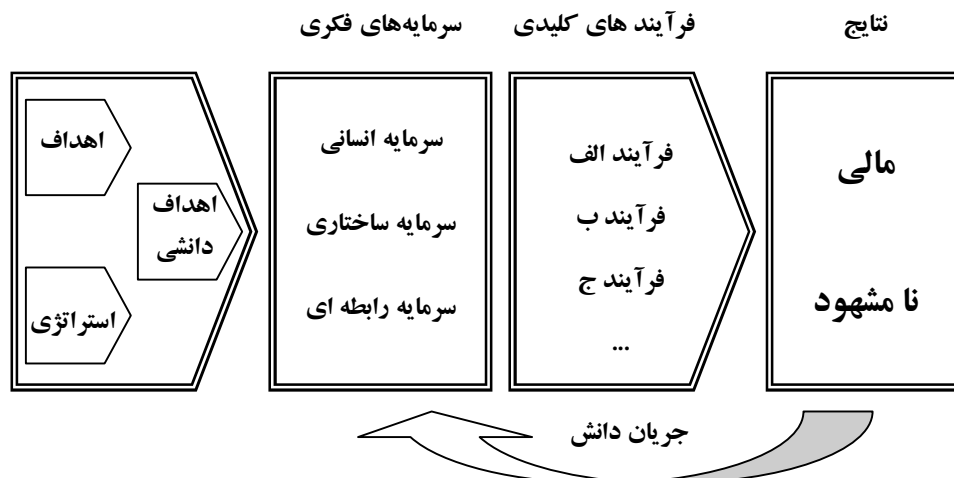 سرمایه‌های فکری
فرآیند های کلیدی
نتایج
اهداف
اهداف
دانشی
استراتژی
سرمایه انسانی
سرمایه ساختاری
سرمایه رابطه ای
فرآیند الف
فرآیند ب
فرآیند ج
...
مالی
نا مشهود
جریان دانش